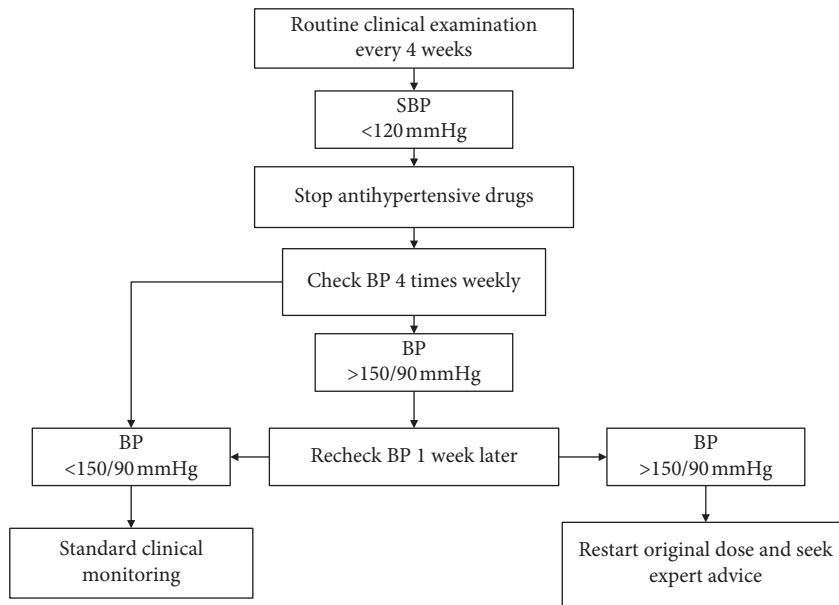 Routine clinical examination
every 4 weeks
SBP
<120 mmHg
Stop antihypertensive drugs
Check BP 4 times weekly
BP
>150/90 mmHg
BP
<150/90 mmHg
Recheck BP 1 week later
BP
>150/90 mmHg
Standard clinical
monitoring
Restart original dose and seek
expert advice